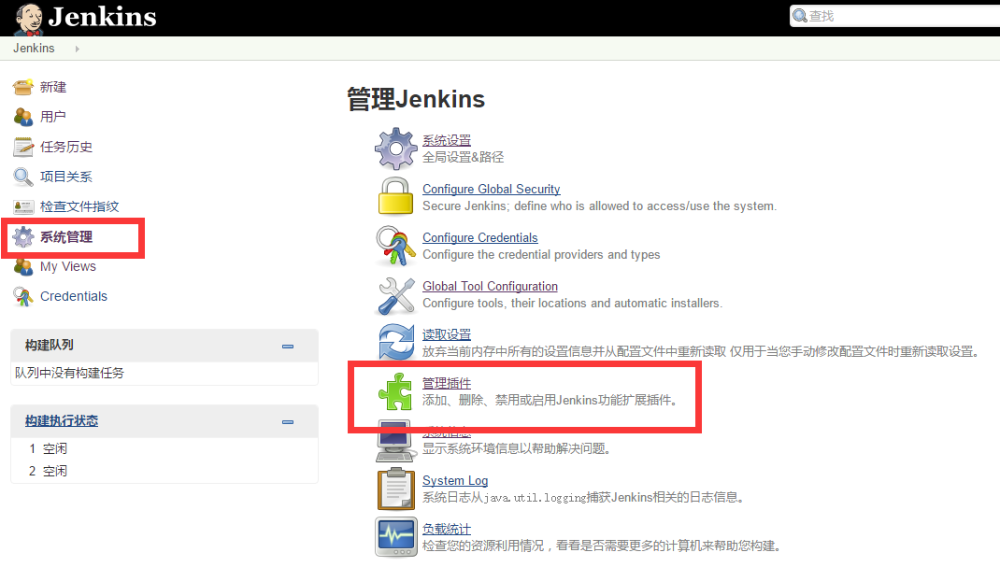 Jenkins
查找
Jenkins
新建
用户
任务历史
项目关系
检查文件指纹
系统管理
My Views
Credentials
构建队列
队列中没有构建任务
构建执行状态
1 空闲
2 空闲
管理Jenkins
系统设置
全局设置&路径
Configure Global Security
Secure Jenkins; define who is allowed to access/use the system.
Configure Credentials
Configure the credential providers and types
Global Tool Configuration
Configure tools, their locations and automatic installers.
读取设置
放弃当前内存中所有的设置信息并从配置文件中重新读取 仅用于当您手动修改配置文件时重新读取设置。
管理插件
添加、删除、禁用或启用Jenkins功能扩展插件。
系统信息
显示系统环境信息以帮助解决问题。
System Log
系统日志从java.util.logging捕获Jenkins相关的日志信息。
负载统计
检查您的资源利用情况，看看是否需要更多的计算机来帮助您构建。